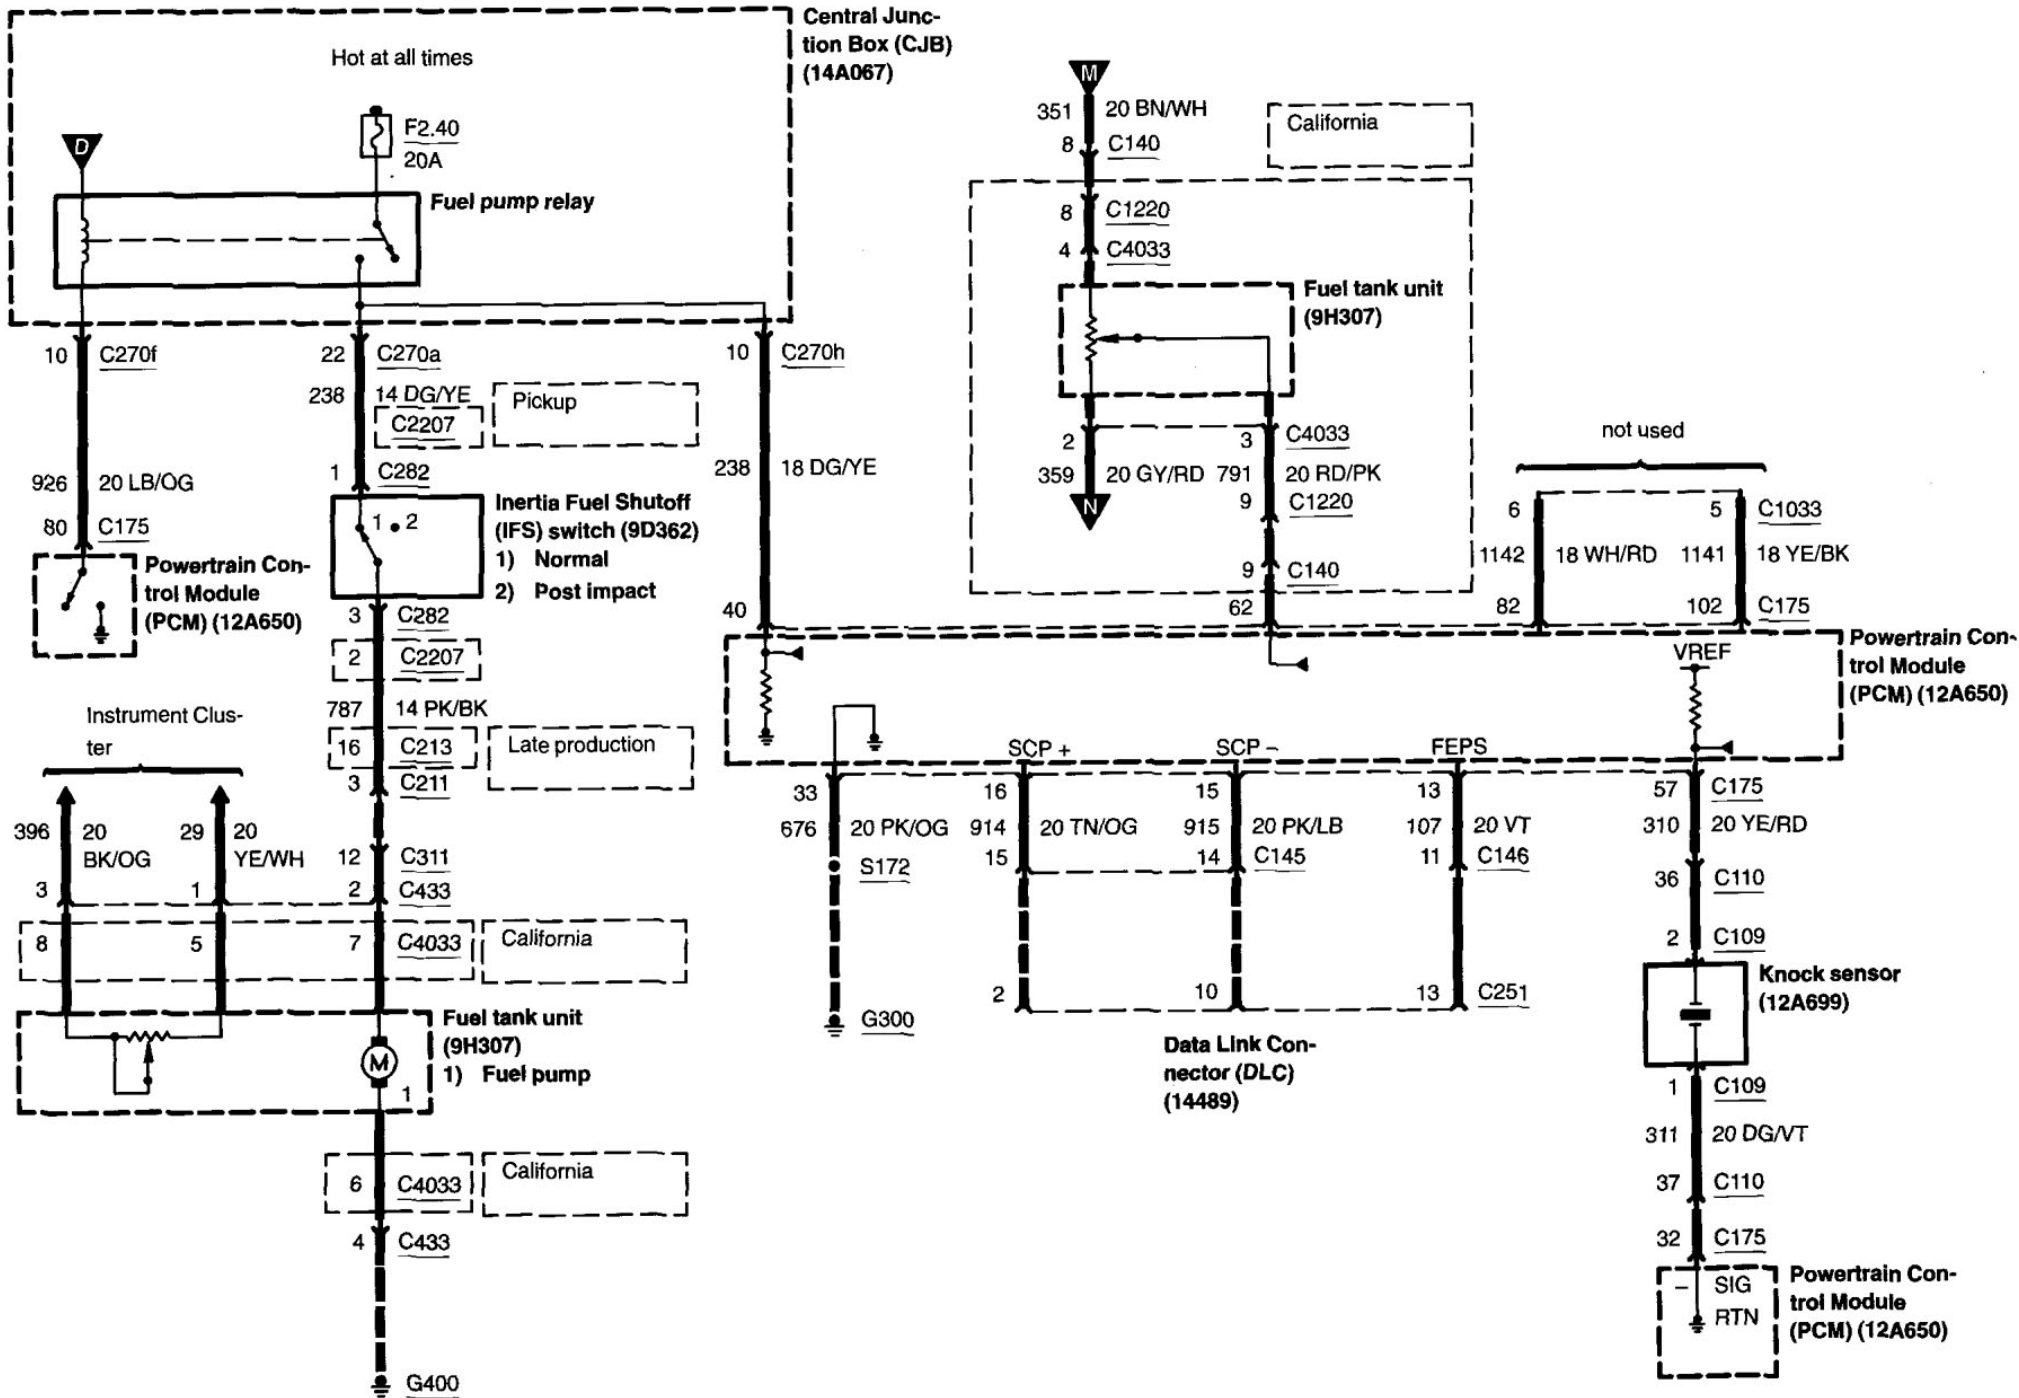 Central Junc-
tion Box (CJB)
(14A067)
Hot at all times
D
F2.40
20A
Fuel pump relay
10 C270f
22 C270a
10 C270h
238 14 DG/YE
C2207
Pickup
926 20 LB/OG
80 C175
1 C282
238 18 DG/YE
40
Powertrain Con-
trol Module
(PCM) (12A650)
1 2
Inertia Fuel Shutoff
(IFS) switch (9D362)
1) Normal
2) Post impact
3 C282
2 C2207
787 14 PK/BK
16 C213
Late production
3 C211
Instrument Clus-
ter
396 20
BK/OG
29 20
YE/WH
12 C311
3 1 2 C433
8 5 7 C4033
California
M
1
Fuel tank unit
(9H307)
1) Fuel pump
6 C4033
California
4 C433
G400
M
351 20 BN/WH
8 C140
California
8 C1220
4 C4033
Fuel tank unit
(9H307)
2 3 C4033
359 20 GY/RD 791 20 RD/PK
N
9 C1220
9 C140
62
not used
6 5 C1033
1142 18 WH/RD 1141 18 YE/BK
82 102 C175
Powertrain Con-
trol Module
(PCM) (12A650)
VREF
SCP + SCP – FEPS
33 16 15 13 57 C175
676 20 PK/OG 914 20 TN/OG 915 20 PK/LB 107 20 VT 310 20 YE/RD
S172
15 14 C145 11 C146
36 C110
2 C109
2 10 13 C251
G300
Data Link Con-
nector (DLC)
(14489)
Knock sensor
(12A699)
1 C109
311 20 DG/VT
37 C110
32 C175
– SIG
RTN
Powertrain Con-
trol Module
(PCM) (12A650)